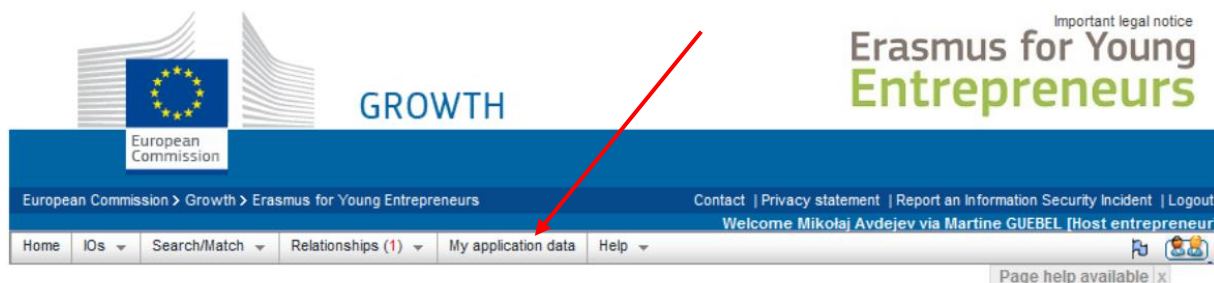 Important legal notice
Erasmus for Young
Entrepreneurs
GROWTH
European
Commission
European Commission > Growth > Erasmus for Young Entrepreneurs
Contact | Privacy statement | Report an Information Security Incident | Logout
Welcome Mikołaj Avdejev via Martine GUEBEL [Host entrepreneur
Home IOs Search/Match Relationships (1) My application data Help
Page help available x